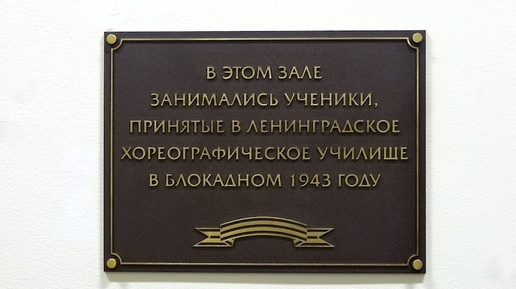 В ЭТОМ ЗАЛЕ
ЗАНИМАЛИСЬ УЧЕНИКИ,
ПРИНЯТЫЕ В ЛЕНИНГРАДСКОЕ
ХОРЕОГРАФИЧЕСКОЕ УЧИЛИЩЕ
В БЛОКАДНОМ 1943 ГОДУ